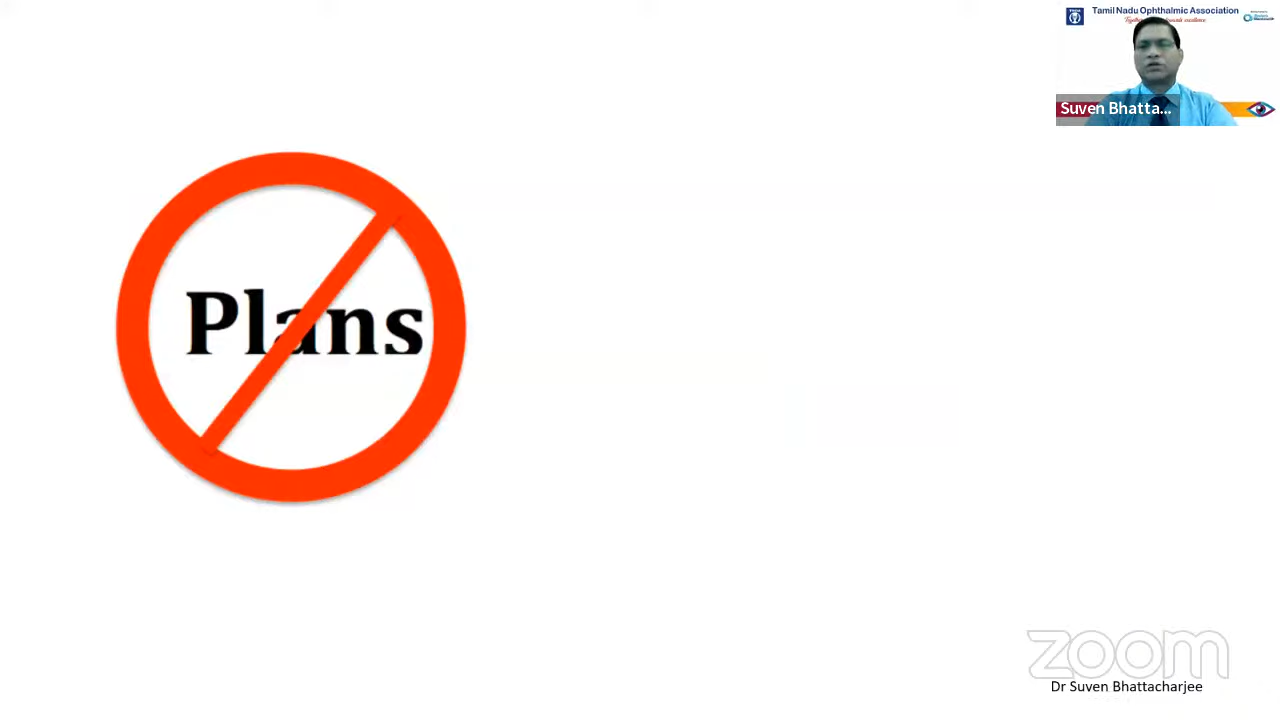 Tamil Nadu Ophthalmic Association
Suven Bhatta...
Plans
zoom
Dr Suven Bhattacharjee